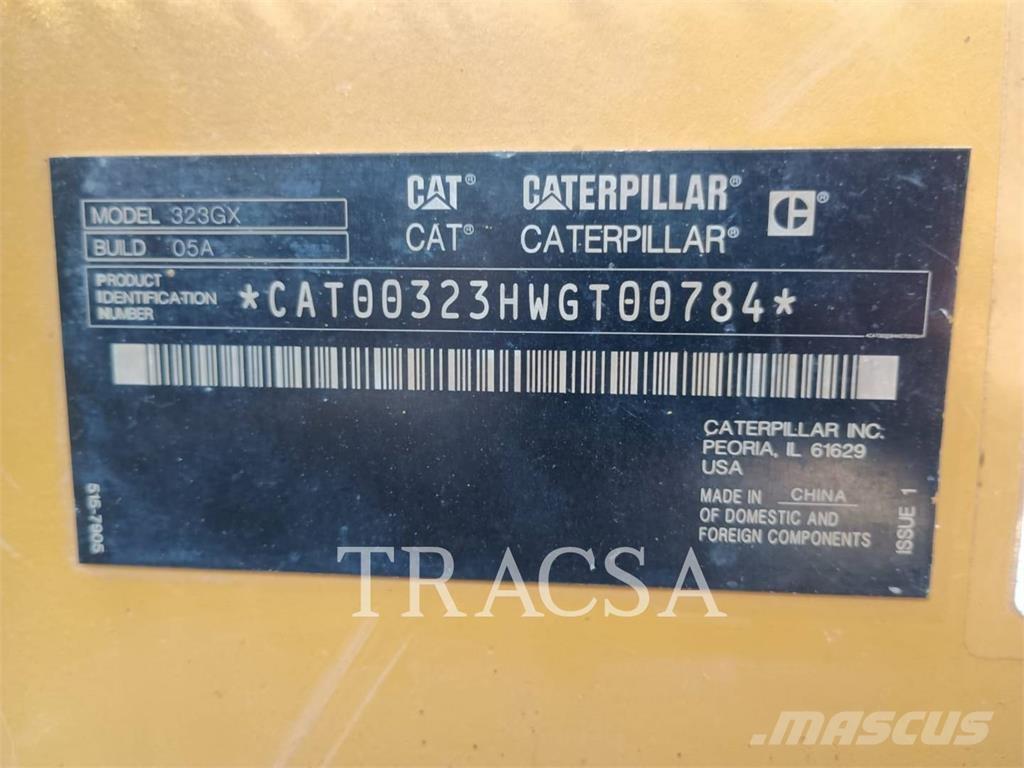 MODEL 323GX
BUILD 05A
CAT® CATERPILLAR® ®
CAT® CATERPILLAR®
PRODUCT IDENTIFICATION NUMBER
*CAT00323HWGT00784*
CATERPILLAR INC.
PEORIA, IL 61629
USA
MADE IN CHINA
OF DOMESTIC AND
FOREIGN COMPONENTS
ISSUE 1
515-7905
TRACSA
MASCUS